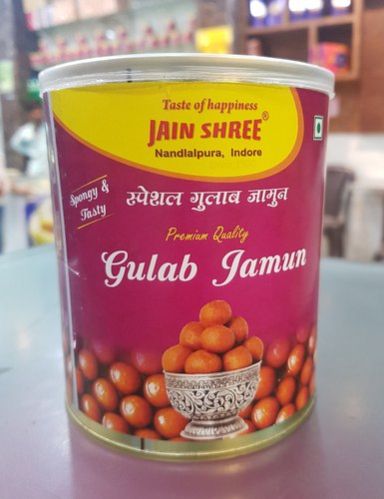 Taste of happiness
JAIN SHREE®
Nandlalpura, Indore
Spongy &
Tasty
स्पेशल गुलाब जामुन
Premium Quality
Gulab Jamun